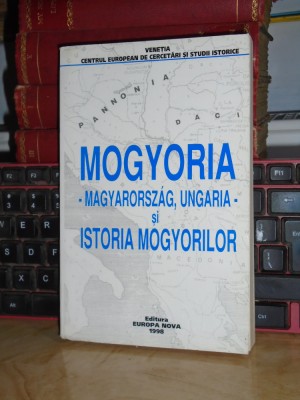 VENETIA
CENTRUL EUROPEAN DE CERCETĂRI ŞI STUDII ISTORICE
PANNONIA
DACI
MOGYORIA
- MAGYARORSZÁG, UNGARIA -
şi
ISTORIA MOGYORILOR
Editura
EUROPA NOVA
1998